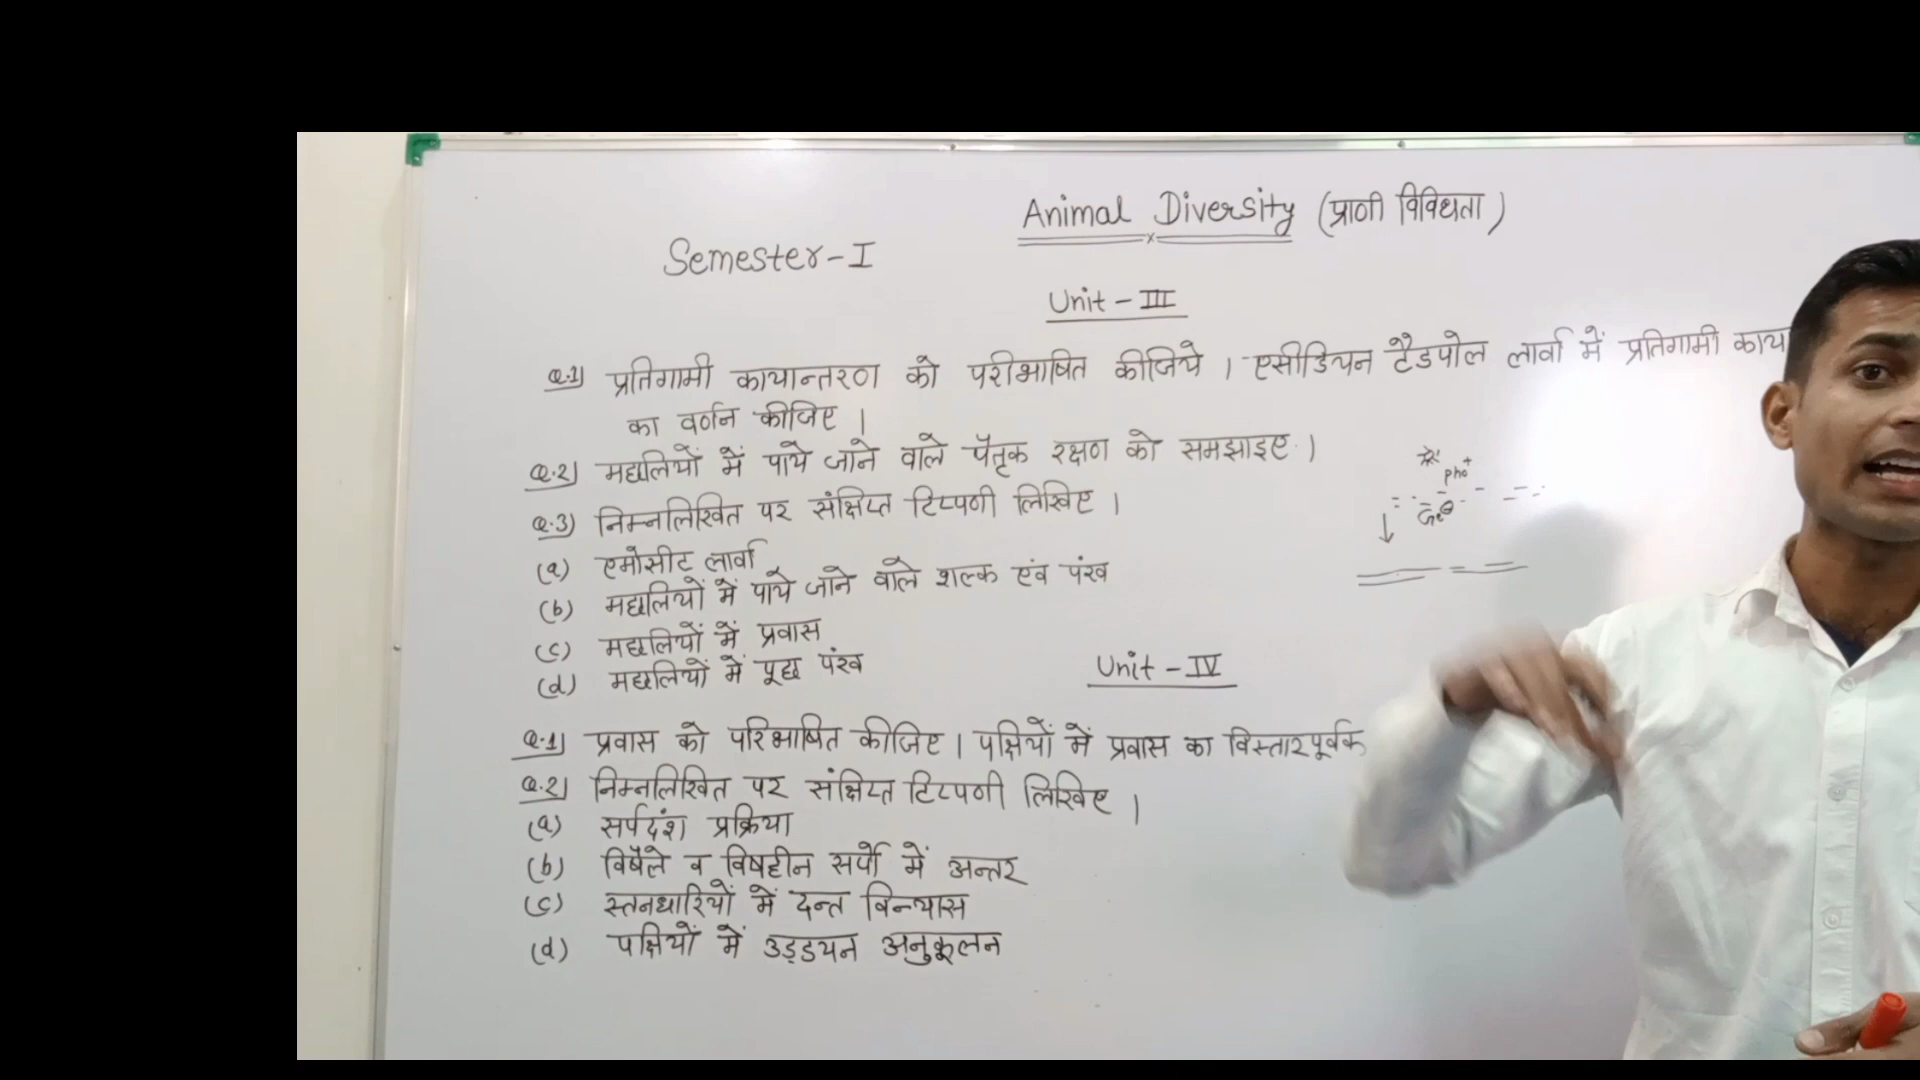 Animal Diversity (प्राणी विविधता)
Semester-I
Unit-III
Q.1) प्रतिगामी कायान्तरण को परीभाषित कीजिये । एसीडियन टैडपोल लार्वा में प्रतिगामी काया
का वर्णन कीजिए ।
Q.2) मछलियों में पाये जाने वाले पैतृक रक्षण को समझाइए ।
Q.3) निम्नलिखित पर संक्षिप्त टिप्पणी लिखिए ।
(a) एमोसीट लार्वा
(b) मछलियों में पाये जाने वाले शल्क एवं पंख
(c) मछलियों में प्रवास
(d) मछलियों में पूछ पंख
Unit-IV
Q.1) प्रवास को परिभाषित कीजिए । पक्षियों में प्रवास का विस्तारपूर्वक
Q.2) निम्नलिखित पर संक्षिप्त टिप्पणी लिखिए ।
(a) सर्पदंश प्रक्रिया
(b) विषैले व विषहीन सर्पो में अन्तर
(c) स्तनधारियों में दन्त विन्यास
(d) पक्षियों में उड्डयन अनुकूलन